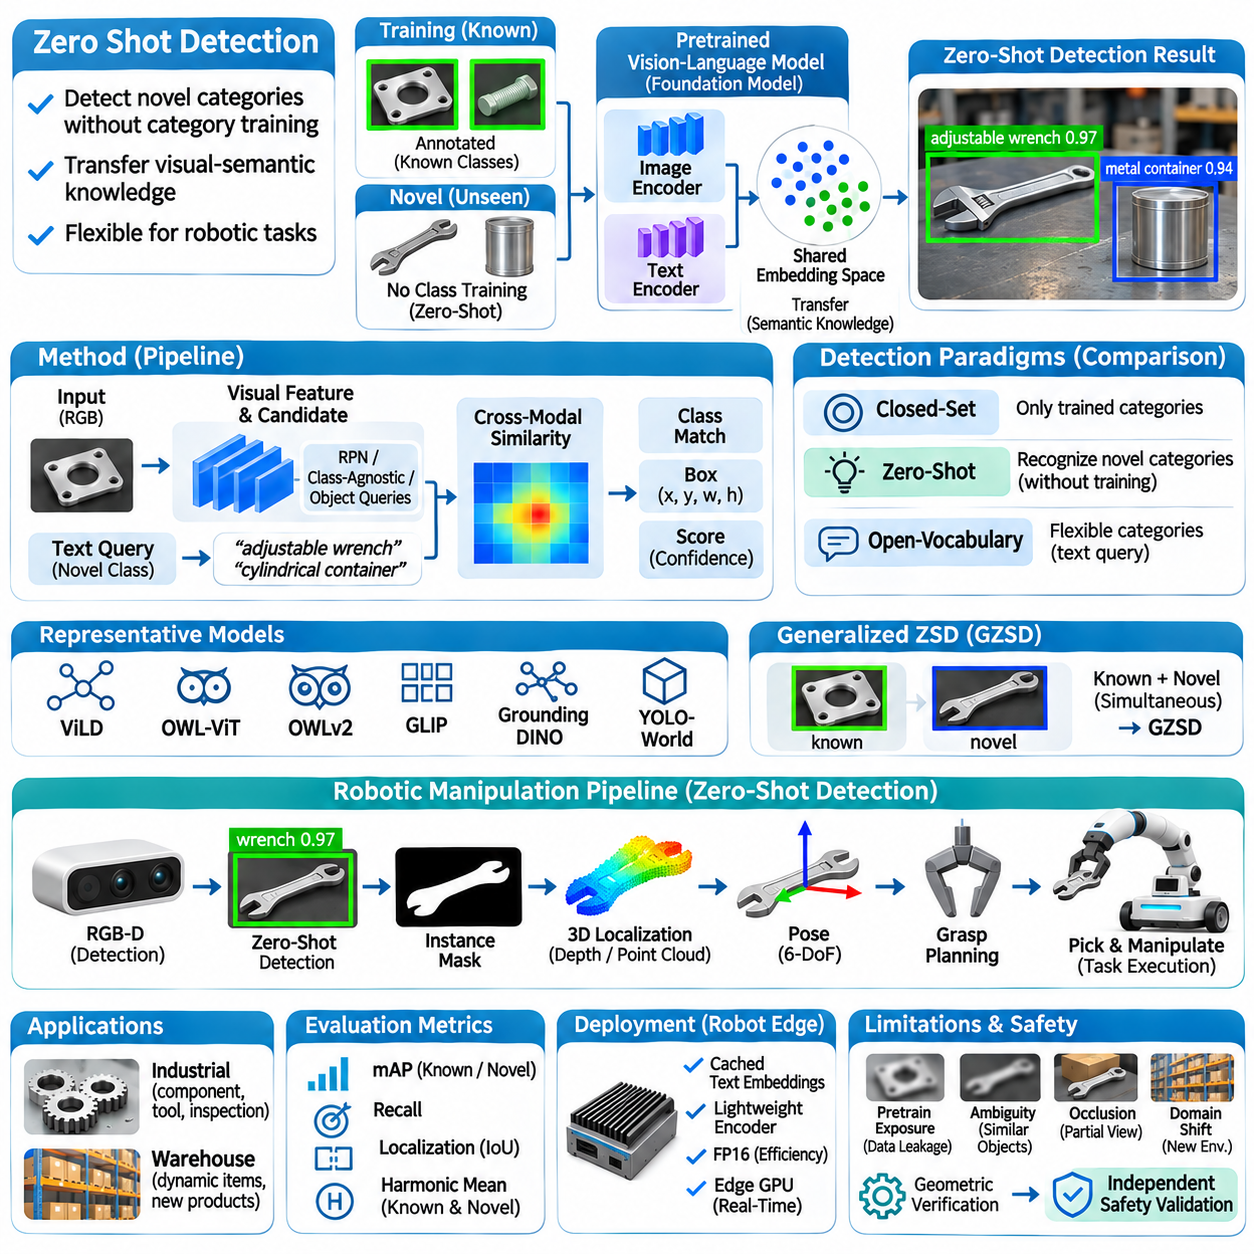 Zero Shot Detection
Detect novel categories
without category training
Transfer visual-semantic
knowledge
Flexible for robotic tasks
Training (Known)
Annotated
(Known Classes)
Novel (Unseen)
No Class Training
(Zero-Shot)
Pretrained
Vision-Language Model
(Foundation Model)
Image
Encoder
Text
Encoder
Shared
Embedding Space
Transfer
(Semantic Knowledge)
Zero-Shot Detection Result
adjustable wrench 0.97
metal container 0.94
Method (Pipeline)
Input
(RGB)
Visual Feature
& Candidate
RPN /
Class-Agnostic /
Object Queries
Text Query
(Novel Class)
“adjustable wrench”
“cylindrical container”
Cross-Modal
Similarity
Class
Match
Box
(x, y, w, h)
Score
(Confidence)
Detection Paradigms (Comparison)
Closed-Set
Only trained categories
Zero-Shot
Recognize novel categories
(without training)
Open-Vocabulary
Flexible categories
(text query)
Representative Models
ViLD
OWL-ViT
OWLv2
GLIP
Grounding
DINO
YOLO-
World
Generalized ZSD (GZSD)
known
novel
Known + Novel
(Simultaneous)
→ GZSD
Robotic Manipulation Pipeline (Zero-Shot Detection)
RGB-D
(Detection)
wrench 0.97
Zero-Shot
Detection
Instance
Mask
3D Localization
(Depth / Point Cloud)
Pose
(6-DoF)
Grasp
Planning
Pick & Manipulate
(Task Execution)
Applications
Industrial
(component,
tool, inspection)
Warehouse
(dynamic items,
new products)
Evaluation Metrics
mAP (Known / Novel)
Recall
Localization (IoU)
H
Harmonic Mean
(Known & Novel)
Deployment (Robot Edge)
Cached
Text Embeddings
Lightweight
Encoder
FP16 (Efficiency)
Edge GPU
(Real-Time)
Limitations & Safety
Pretrain
Exposure
(Data Leakage)
Ambiguity
(Similar
Objects)
Occlusion
(Partial View)
Domain
Shift
(New Env.)
Geometric
Verification
Independent
Safety Validation